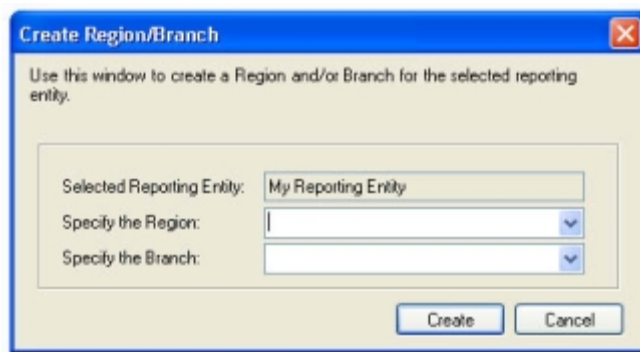 Create Region/Branch
Use this window to create a Region and/or Branch for the selected reporting
entity.
Selected Reporting Entity: My Reporting Entity
Specify the Region:
Specify the Branch:
Create Cancel